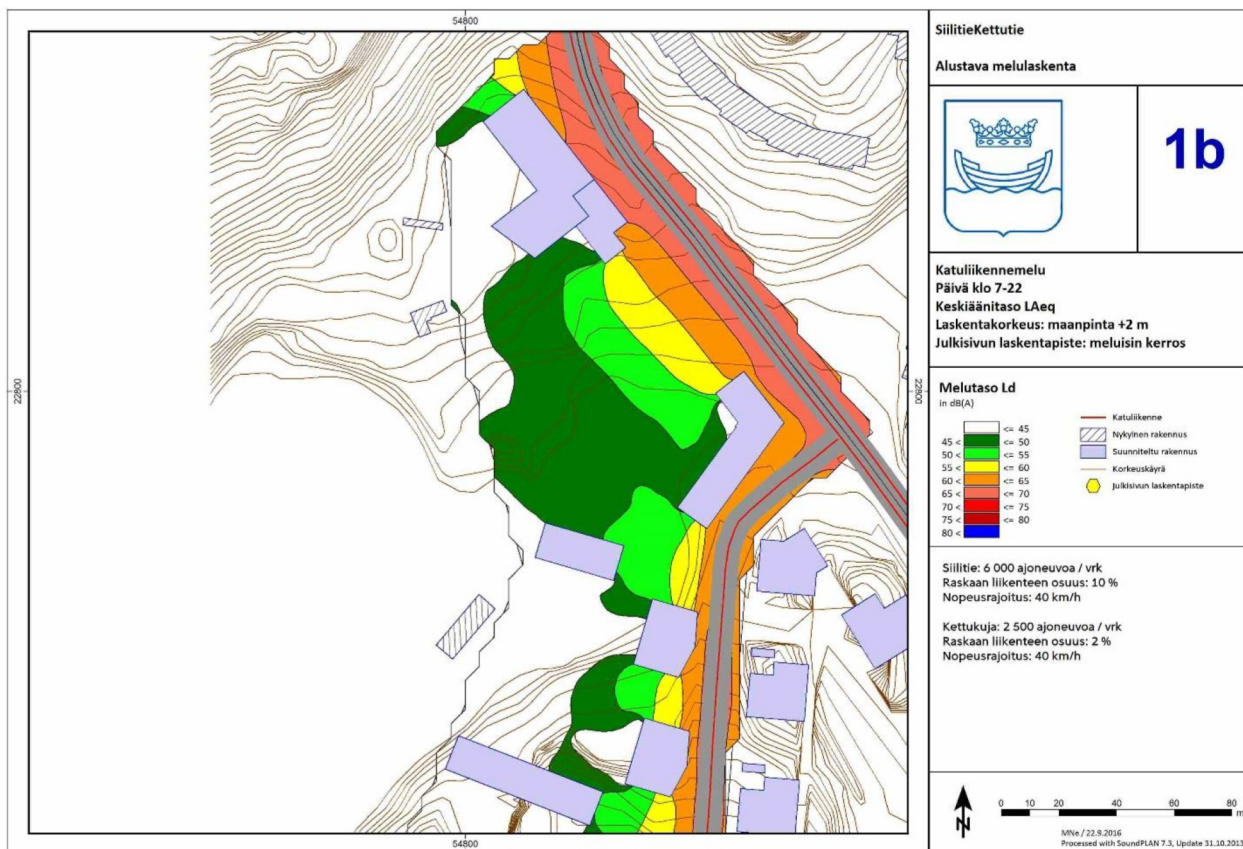 54800
22800
22800
54800
SiilitieKettutie
Alustava melulaskenta
1b
Katuliikennemelu
Päivä klo 7-22
Keskiäänitaso LAeq
Laskentakorkeus: maanpinta +2 m
Julkisivun laskentapiste: meluisin kerros
Melutaso Ld
in dB(A)
<= 45
45 < <= 50
50 < <= 55
55 < <= 60
60 < <= 65
65 < <= 70
70 < <= 75
75 < <= 80
80 <
Katuliikenne
Nykyinen rakennus
Suunniteltu rakennus
Korkeuskäyrä
Julkisivun laskentapiste
Siilitie: 6 000 ajoneuvoa / vrk
Raskaan liikenteen osuus: 10 %
Nopeusrajoitus: 40 km/h
Kettukuja: 2 500 ajoneuvoa / vrk
Raskaan liikenteen osuus: 2 %
Nopeusrajoitus: 40 km/h
N
0 10 20 40 60 80
m
MNe / 22.9.2016
Processed with SoundPLAN 7.3, Update 31.10.2013